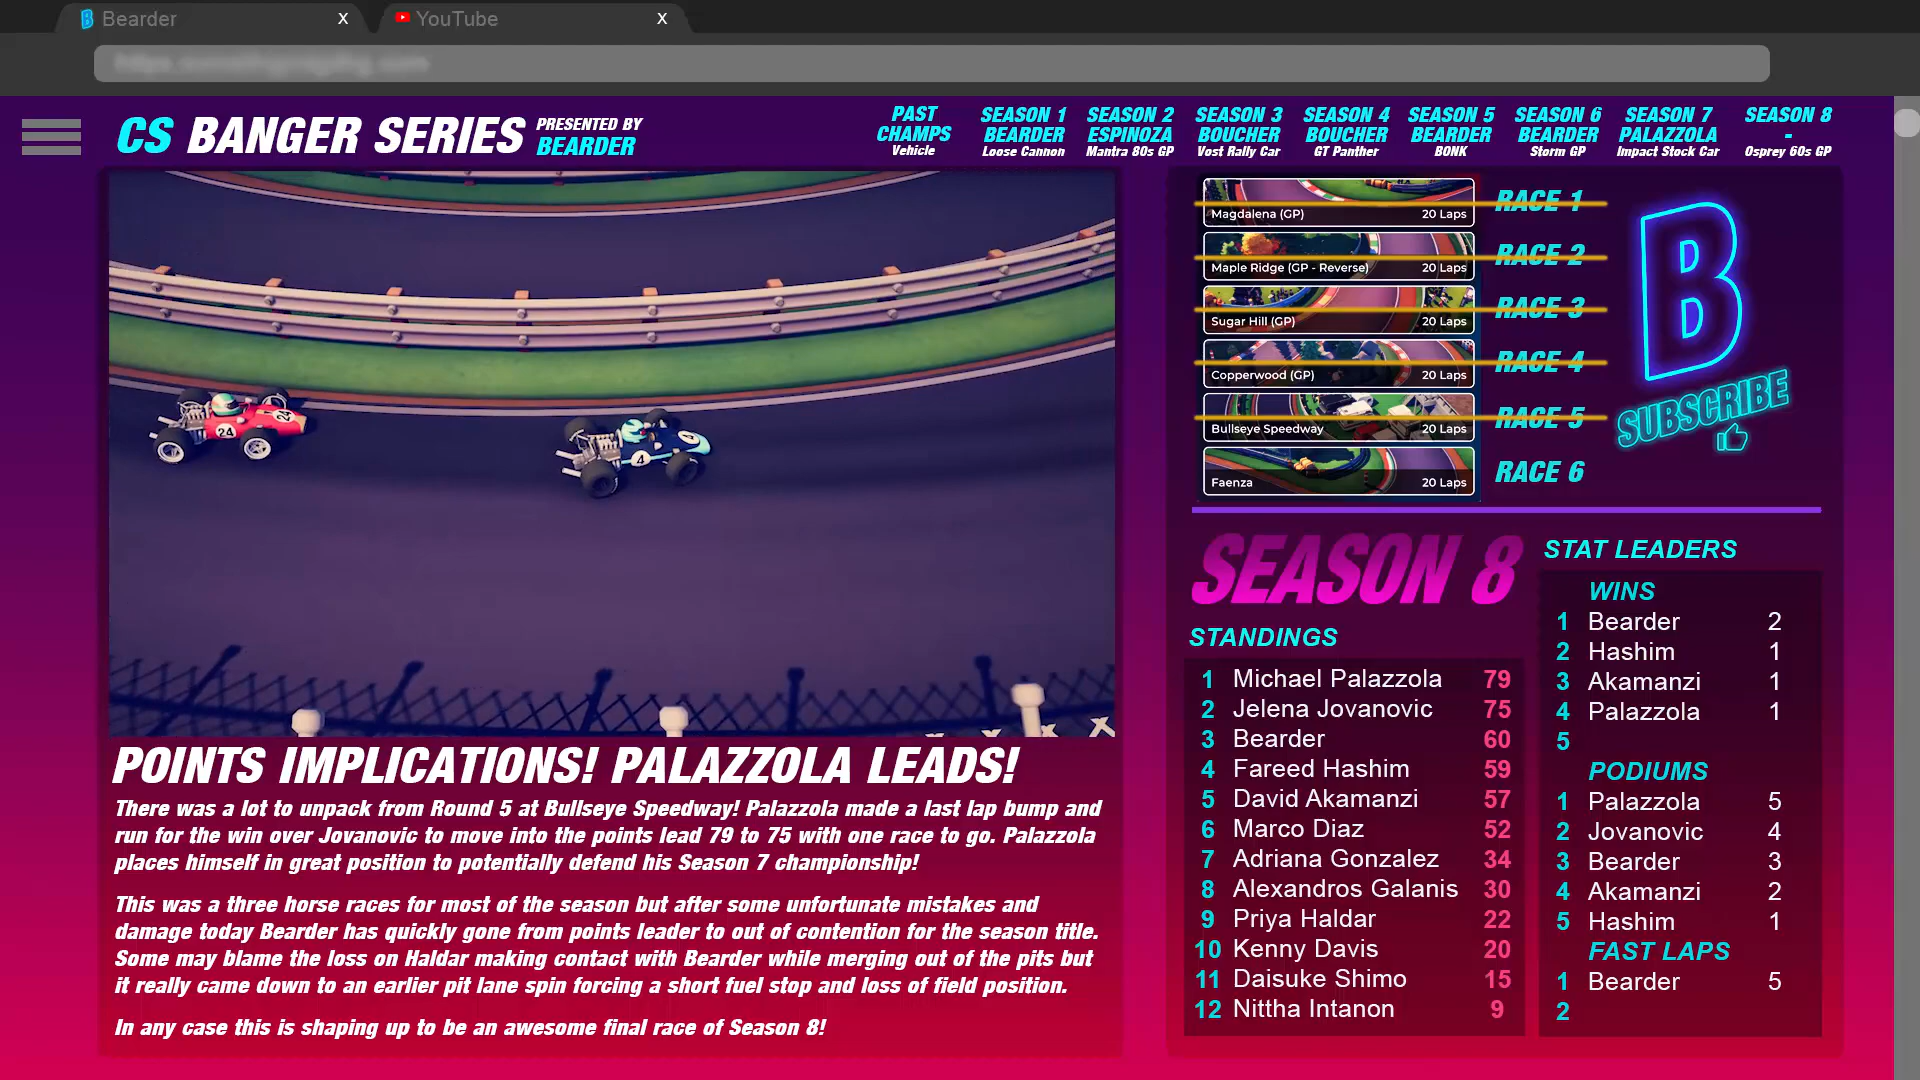 Bearder x
YouTube x
CS BANGER SERIES PRESENTED BY BEARDER
PAST CHAMPS Vehicle
SEASON 1 BEARDER Loose Cannon
SEASON 2 ESPINOZA Mantra 80s GP
SEASON 3 BOUCHER Vost Rally Car
SEASON 4 BOUCHER GT Panther
SEASON 5 BEARDER BONK
SEASON 6 BEARDER Storm GP
SEASON 7 PALAZZOLA Impact Stock Car
SEASON 8 - Osprey 60s GP
24 24
4 4
POINTS IMPLICATIONS! PALAZZOLA LEADS!
There was a lot to unpack from Round 5 at Bullseye Speedway! Palazzola made a last lap bump and
run for the win over Jovanovic to move into the points lead 79 to 75 with one race to go. Palazzola
places himself in great position to potentially defend his Season 7 championship!
This was a three horse races for most of the season but after some unfortunate mistakes and
damage today Bearder has quickly gone from points leader to out of contention for the season title.
Some may blame the loss on Haldar making contact with Bearder while merging out of the pits but
it really came down to an earlier pit lane spin forcing a short fuel stop and loss of field position.
In any case this is shaping up to be an awesome final race of Season 8!
Magdalena (GP) 20 Laps RACE 1
Maple Ridge (GP - Reverse) 20 Laps RACE 2
Sugar Hill (GP) 20 Laps RACE 3
Copperwood (GP) 20 Laps RACE 4
Bullseye Speedway 20 Laps RACE 5
Faenza 20 Laps RACE 6
B
SUBSCRIBE
SEASON 8
STANDINGS
1 Michael Palazzola 79
2 Jelena Jovanovic 75
3 Bearder 60
4 Fareed Hashim 59
5 David Akamanzi 57
6 Marco Diaz 52
7 Adriana Gonzalez 34
8 Alexandros Galanis 30
9 Priya Haldar 22
10 Kenny Davis 20
11 Daisuke Shimo 15
12 Nittha Intanon 9
STAT LEADERS
WINS
1 Bearder 2
2 Hashim 1
3 Akamanzi 1
4 Palazzola 1
5
PODIUMS
1 Palazzola 5
2 Jovanovic 4
3 Bearder 3
4 Akamanzi 2
5 Hashim 1
FAST LAPS
1 Bearder 5
2